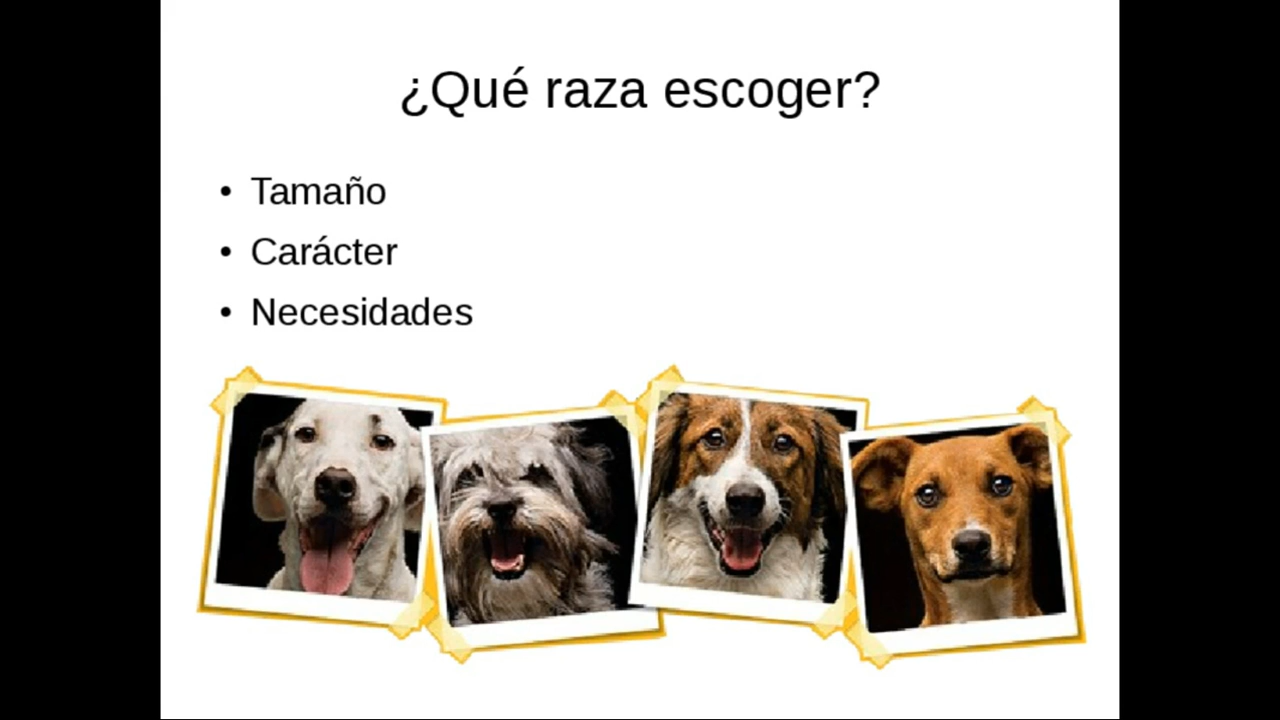 ¿Qué raza escoger?
• Tamaño
• Carácter
• Necesidades